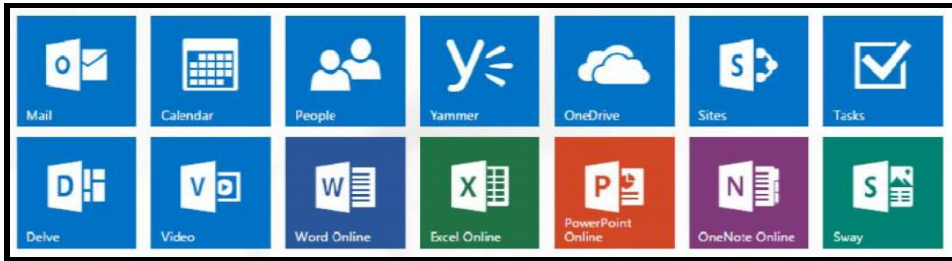 Mail
Calendar
People
Yammer
OneDrive
Sites
Tasks
Delve
Video
Word Online
Excel Online
PowerPoint
Online
OneNote Online
Sway